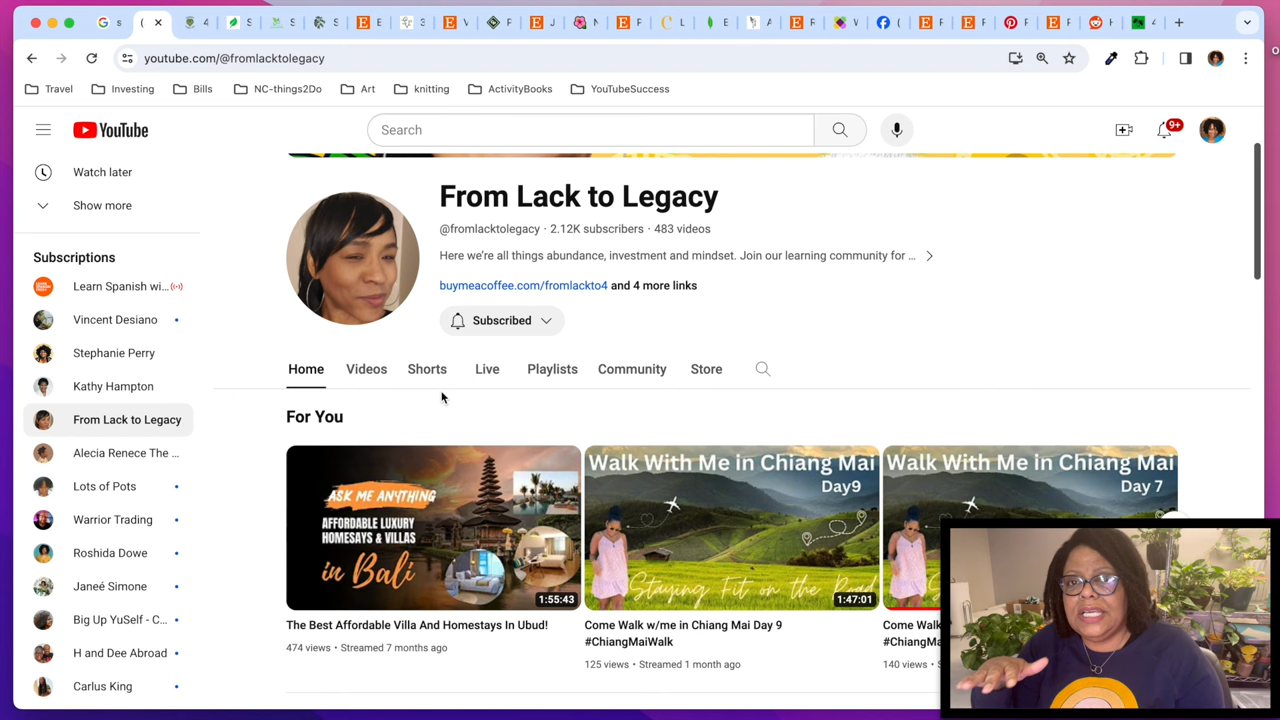 youtube.com/@fromlacktolegacy
Travel
Investing
Bills
NC-things2Do
Art
knitting
ActivityBooks
YouTubeSuccess
YouTube
Search
9+
Watch later
Show more
Subscriptions
Learn Spanish wi...
Vincent Desiano
Stephanie Perry
Kathy Hampton
From Lack to Legacy
Alecia Renece The ...
Lots of Pots
Warrior Trading
Roshida Dowe
Janeé Simone
Big Up YuSelf - C...
H and Dee Abroad
Carlus King
From Lack to Legacy
@fromlacktolegacy · 2.12K subscribers · 483 videos
Here we're all things abundance, investment and mindset. Join our learning community for ...
buymeacoffee.com/fromlackto4 and 4 more links
Subscribed
Home
Videos
Shorts
Live
Playlists
Community
Store
For You
ASK ME ANYTHING
AFFORDABLE LUXURY
HOMESAYS & VILLAS
in Bali
1:55:43
The Best Affordable Villa And Homestays In Ubud!
474 views • Streamed 7 months ago
Walk With Me in Chiang Mai
Day9
Staying Fit on the Road
1:47:01
Come Walk w/me in Chiang Mai Day 9
#ChiangMaiWalk
125 views • Streamed 1 month ago
Walk With Me in Chiang Mai
Day 7
Come Walk
#ChiangMa
140 views •